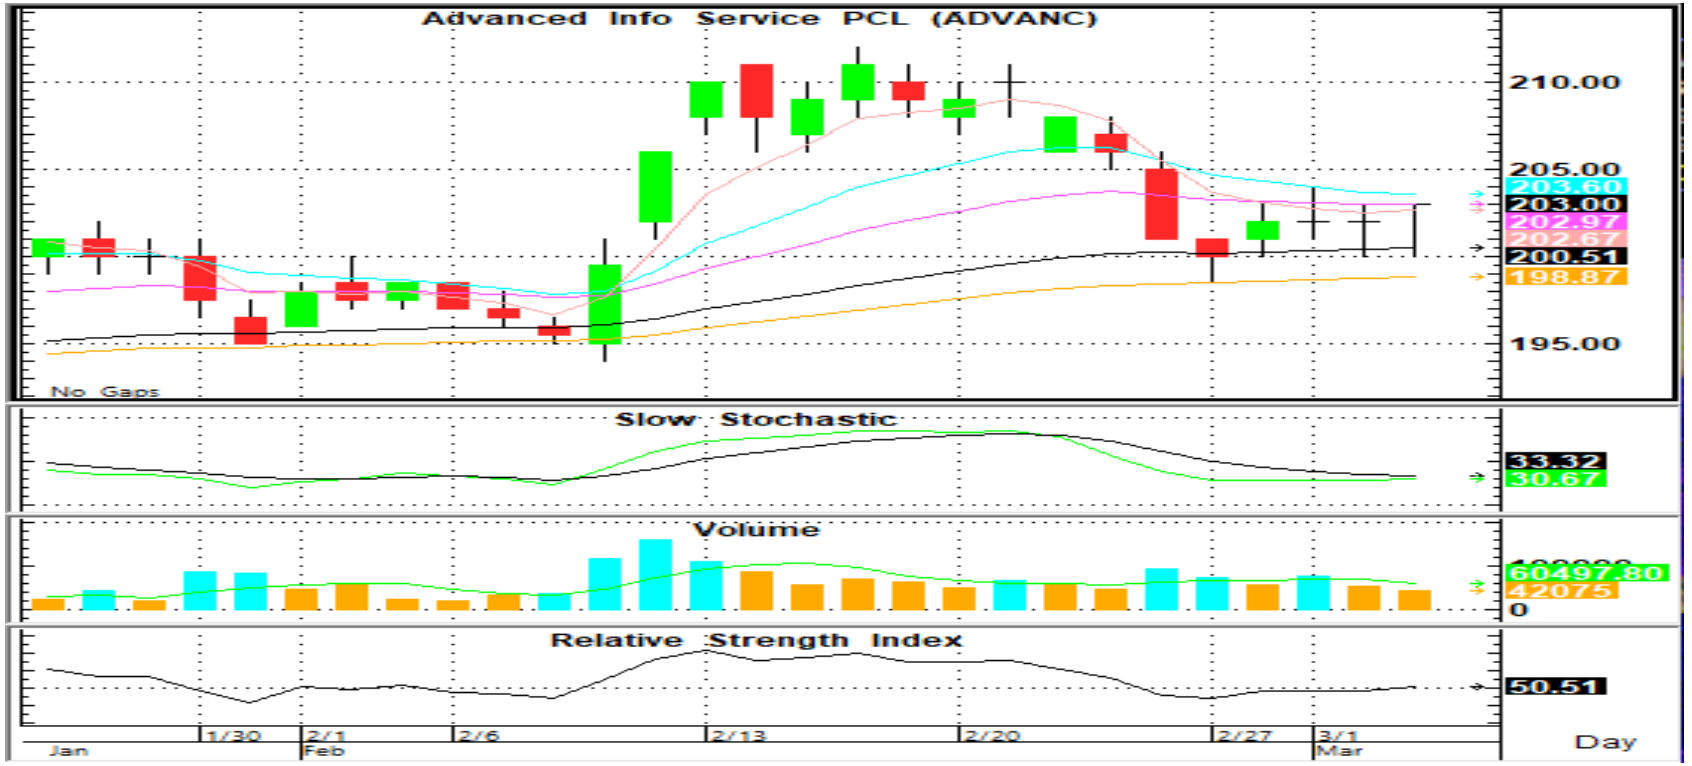 Advanced Info Service PCL (ADVANC)
210.00
205.00
203.60
203.00
202.97
202.67
200.51
198.87
195.00
No Gaps
Slow Stochastic
33.32
30.67
Volume
60497.80
42075
0
Relative Strength Index
50.51
1/30 2/1 2/6 2/13 2/20 2/27 3/1
Jan Feb Mar Day